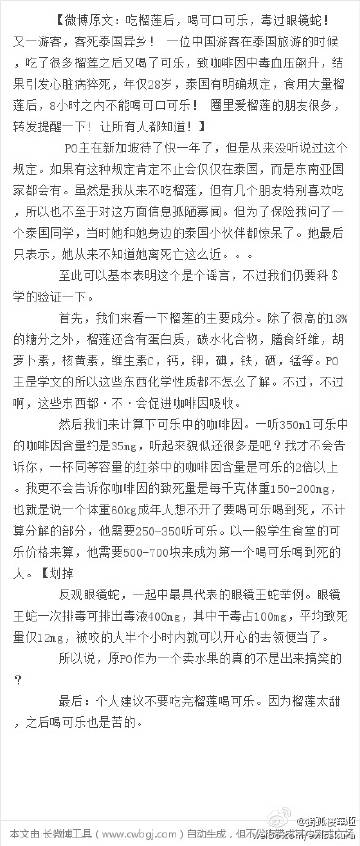 【微博原文：吃榴莲后，喝可口可乐，毒过眼镜蛇！
又一游客，客死泰国异乡！ 一位中国游客在泰国旅游的时候
，吃了很多榴莲之后又喝了可乐，致咖啡因中毒血压飙升，结
果引发心脏病猝死，年仅28岁，泰国有明确规定，食用大量榴
莲后，8小时之内不能喝可口可乐！ 圈里爱榴莲的朋友很多，
转发提醒一下！让所有人都知道！】
PO主在新加坡待了快一年了，但是从来没听说过这个
规定。如果有这种规定肯定不止会仅仅在泰国，而是东南亚国
家都会有。虽然是我从来不吃榴莲，但有几个朋友特别喜欢吃
，所以也不至于对这方面信息孤陋寡闻。但为了保险我问了一
个泰国同学，当时她和她身边的泰国小伙伴都惊呆了。她最后
只表示，她从来不知道她离死亡这么近。。。
至此可以基本表明这个是个谣言，不过我们仍要科
学的验证一下。
首先，我们来看一下榴莲的主要成分。除了很高的13%
的糖分之外，榴莲还含有蛋白质，碳水化合物，膳食纤维，胡
萝卜素，核黄素，维生素C，钙，钾，碘，铁，硒，锰等。PO
主是学文的所以这些东西化学性质都不怎么了解。不过，不过
啊，这些东西都·不·会促进咖啡因吸收。
然后我们来计算下可乐中的咖啡因。一听350ml可乐中
的咖啡因含量约是35mg，听起来貌似还很多是吧？我才不会告
诉你，一杯同等容量的红茶中的咖啡因含量是可乐的2倍以上
。我更不会告诉你咖啡因的致死量是每千克体重150-200mg，
也就是说一个体重60kg成年人想不开了要喝可乐喝到死，不计
算分解的部分，他需要250-350听可乐。以一般学生食堂的可
乐价格来算，他需要500-700块来成为第一个喝可乐喝到死的
人。【划掉
反观眼镜蛇，一起中最具代表的眼镜王蛇举例。眼镜
王蛇一次排毒可排出毒液400mg，其中干毒占100mg，平均致死
量仅12mg，被咬的人半个小时内就可以开心的去领便当了。
所以说，原PO作为一个卖水果的真的不是出来搞笑的
？
最后：个人建议不要吃完榴莲喝可乐。因为榴莲太甜
，之后喝可乐也是苦的。
本文由 长微博工具（www.cwbgj.com）自动生成，